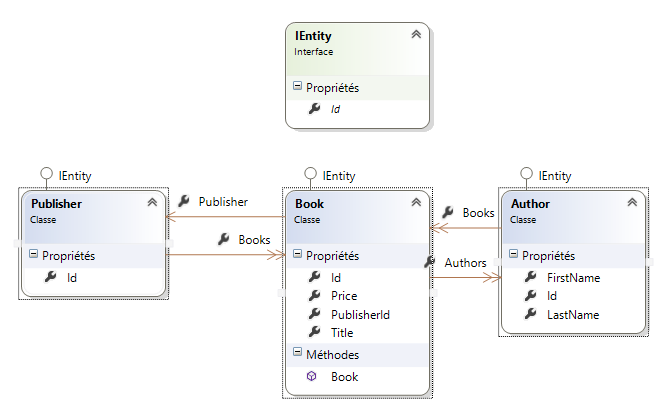 IEntity
Interface
Propriétés
Id
IEntity
IEntity
IEntity
Publisher
Classe
Propriétés
Id
Publisher
Books
Book
Classe
Propriétés
Id
Price
PublisherId
Title
Méthodes
Book
Books
Authors
Author
Classe
Propriétés
FirstName
Id
LastName